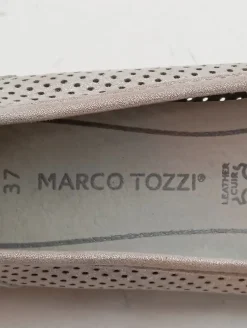 37
MARCO TOZZI®
LEATHER
CUIR